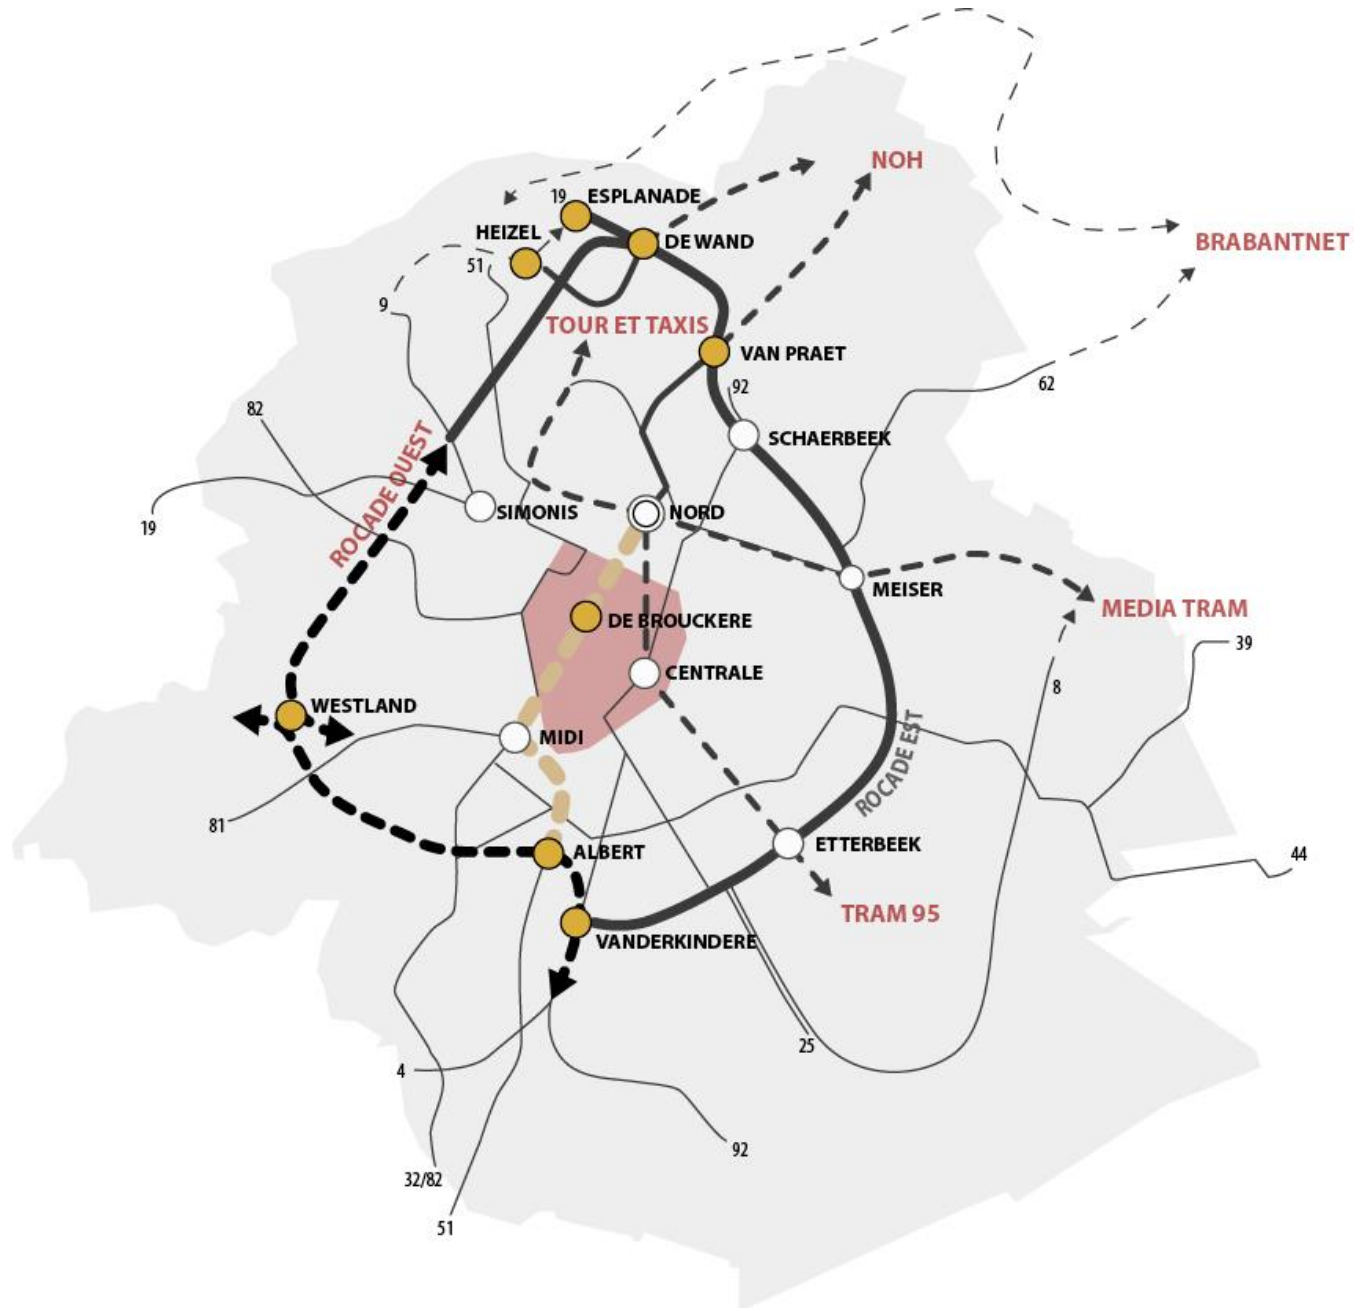 NOH
19
ESPLANADE
HEIZEL
DE WAND
BRABANTNET
51
9
TOUR ET TAXIS
VAN PRAET
92
62
82
SCHAERBEEK
ROCADE OUEST
SIMONIS
NORD
19
MEISER
MEDIA TRAM
DE BROUCKERE
39
CENTRALE
8
WESTLAND
MIDI
ROCADE EST
81
ALBERT
ETTERBEEK
44
TRAM 95
VANDERKINDERE
25
4
92
32/82
51